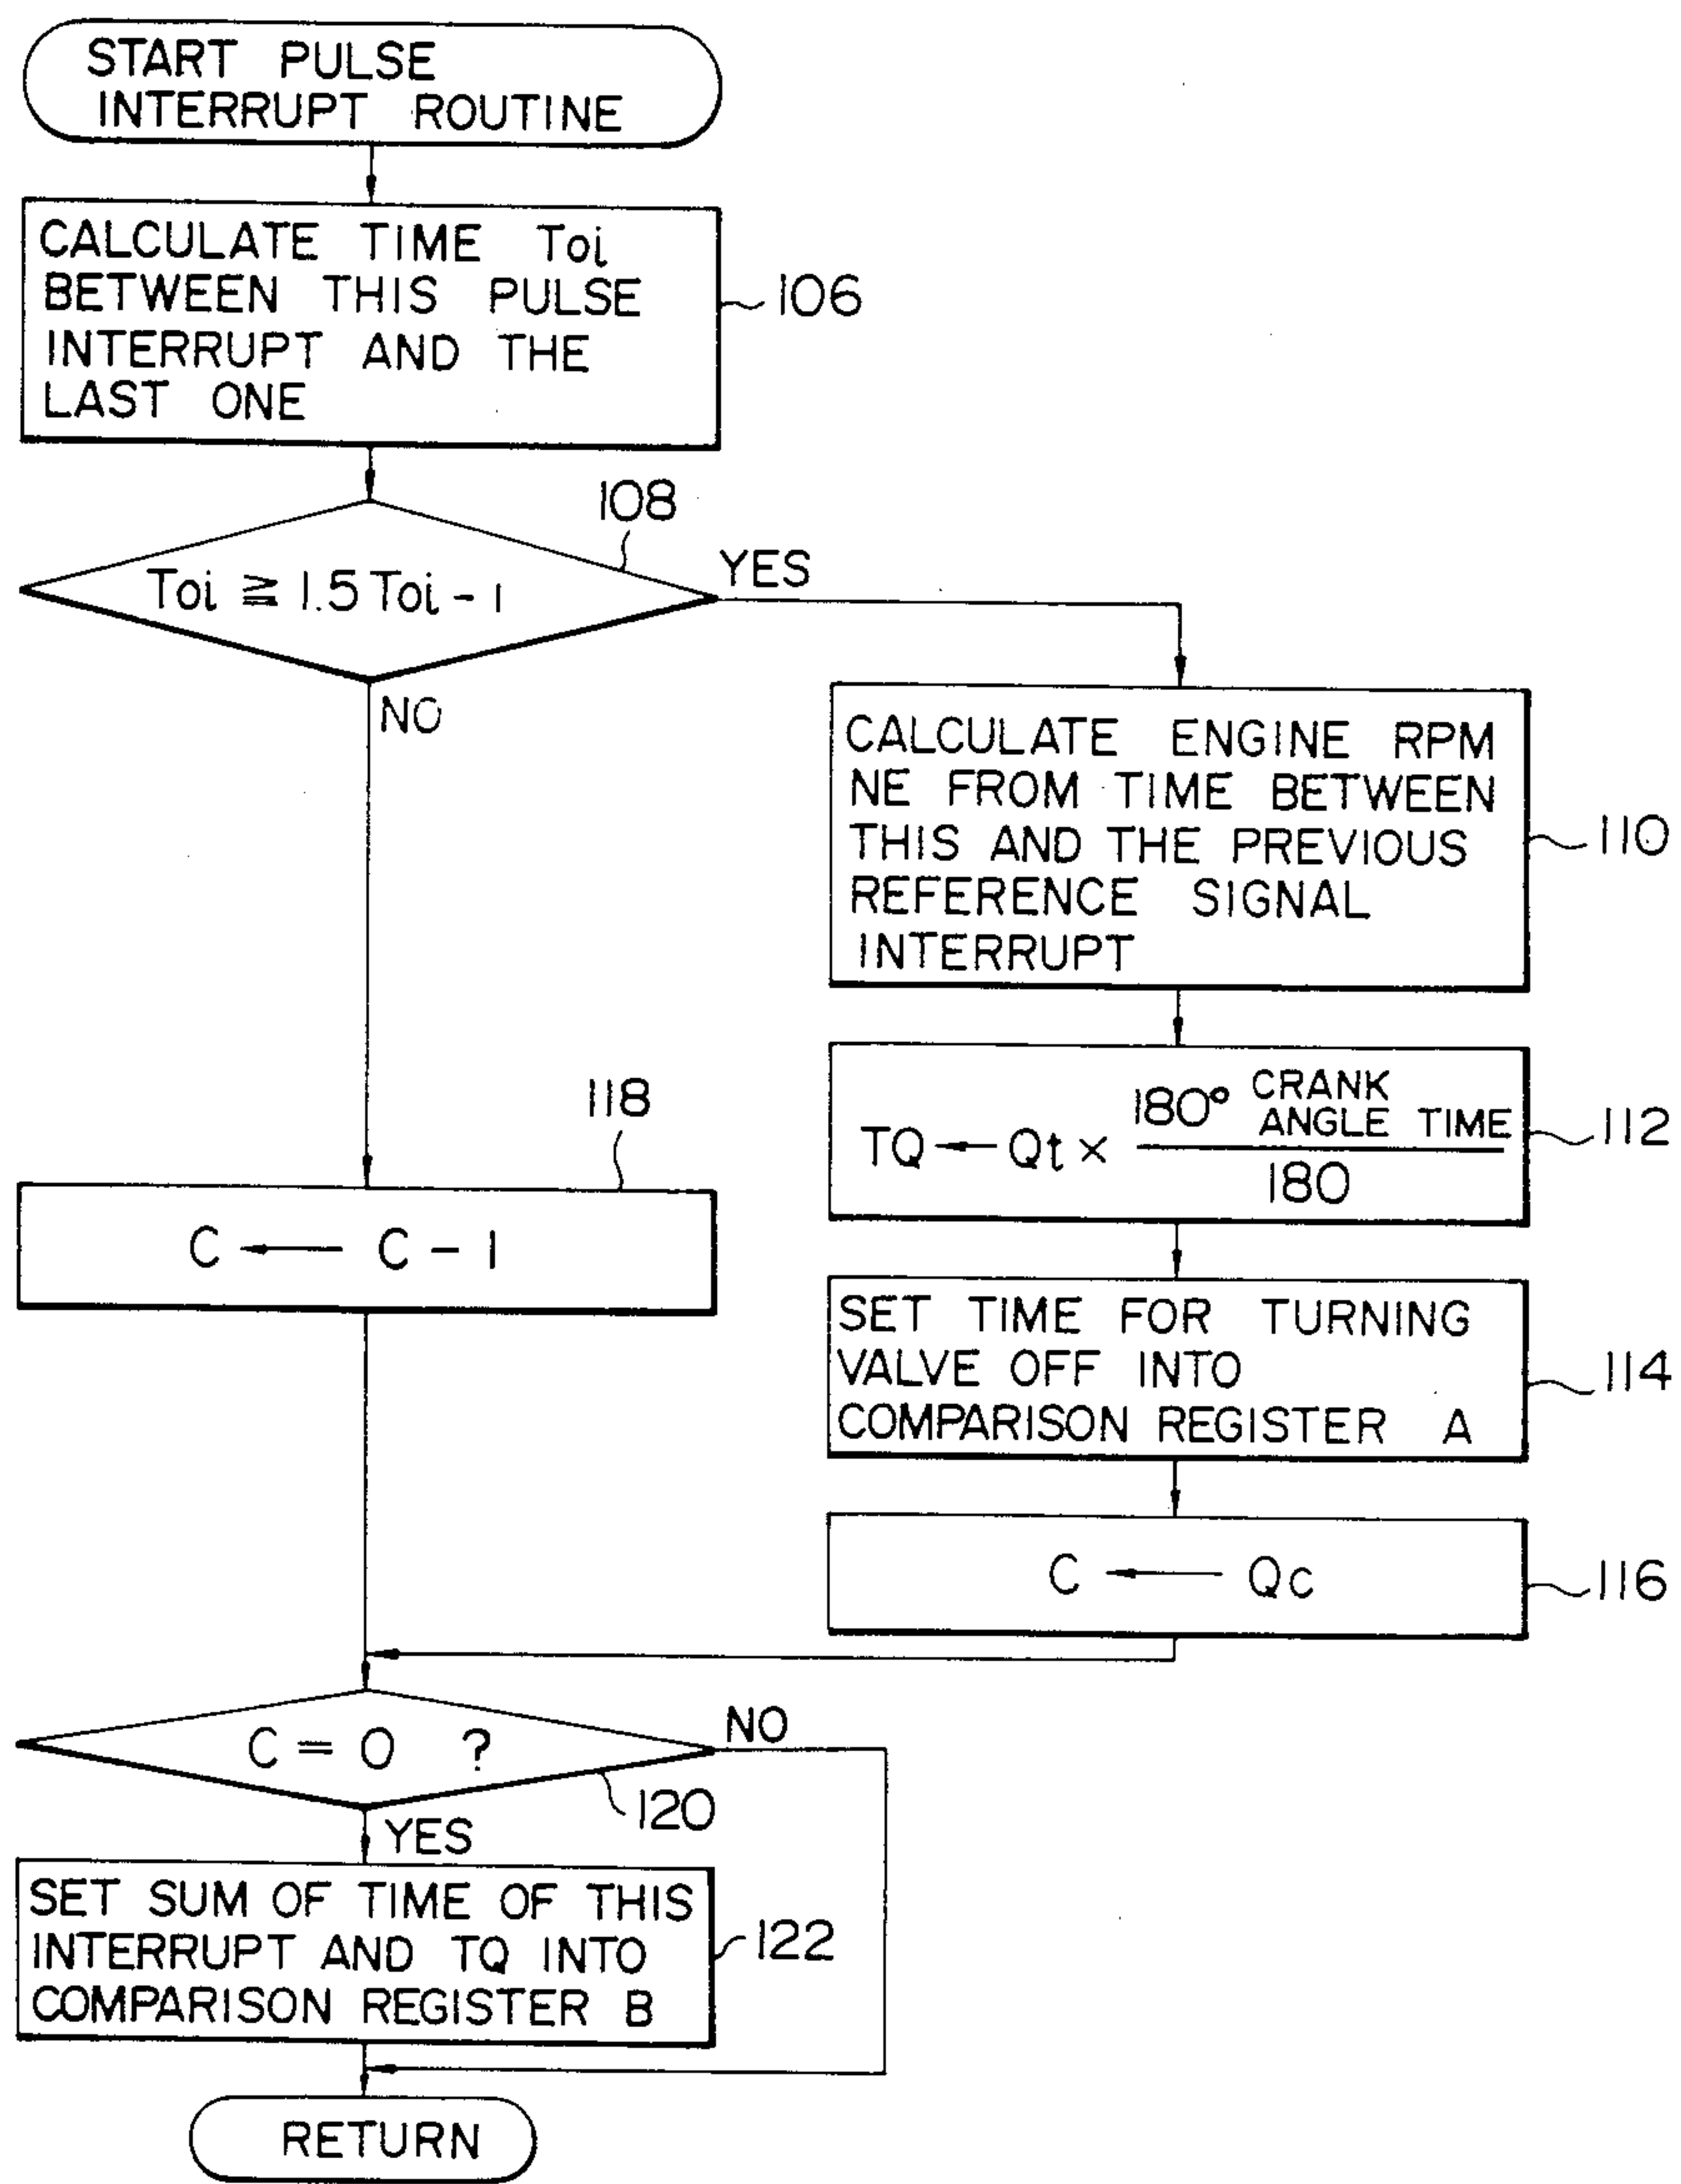 START PULSE
INTERRUPT ROUTINE
CALCULATE TIME Toi
BETWEEN THIS PULSE
INTERRUPT AND THE
LAST ONE
106
108
Toi ≧ 1.5 Toi - 1
YES
NO
CALCULATE ENGINE RPM
NE FROM TIME BETWEEN
THIS AND THE PREVIOUS
REFERENCE SIGNAL
INTERRUPT
110
TQ ← Qt × 180° CRANK ANGLE TIME / 180
112
118
C ← C - 1
SET TIME FOR TURNING
VALVE OFF INTO
COMPARISON REGISTER A
114
C ← Qc
116
C = 0 ?
NO
120
YES
SET SUM OF TIME OF THIS
INTERRUPT AND TQ INTO
COMPARISON REGISTER B
122
RETURN